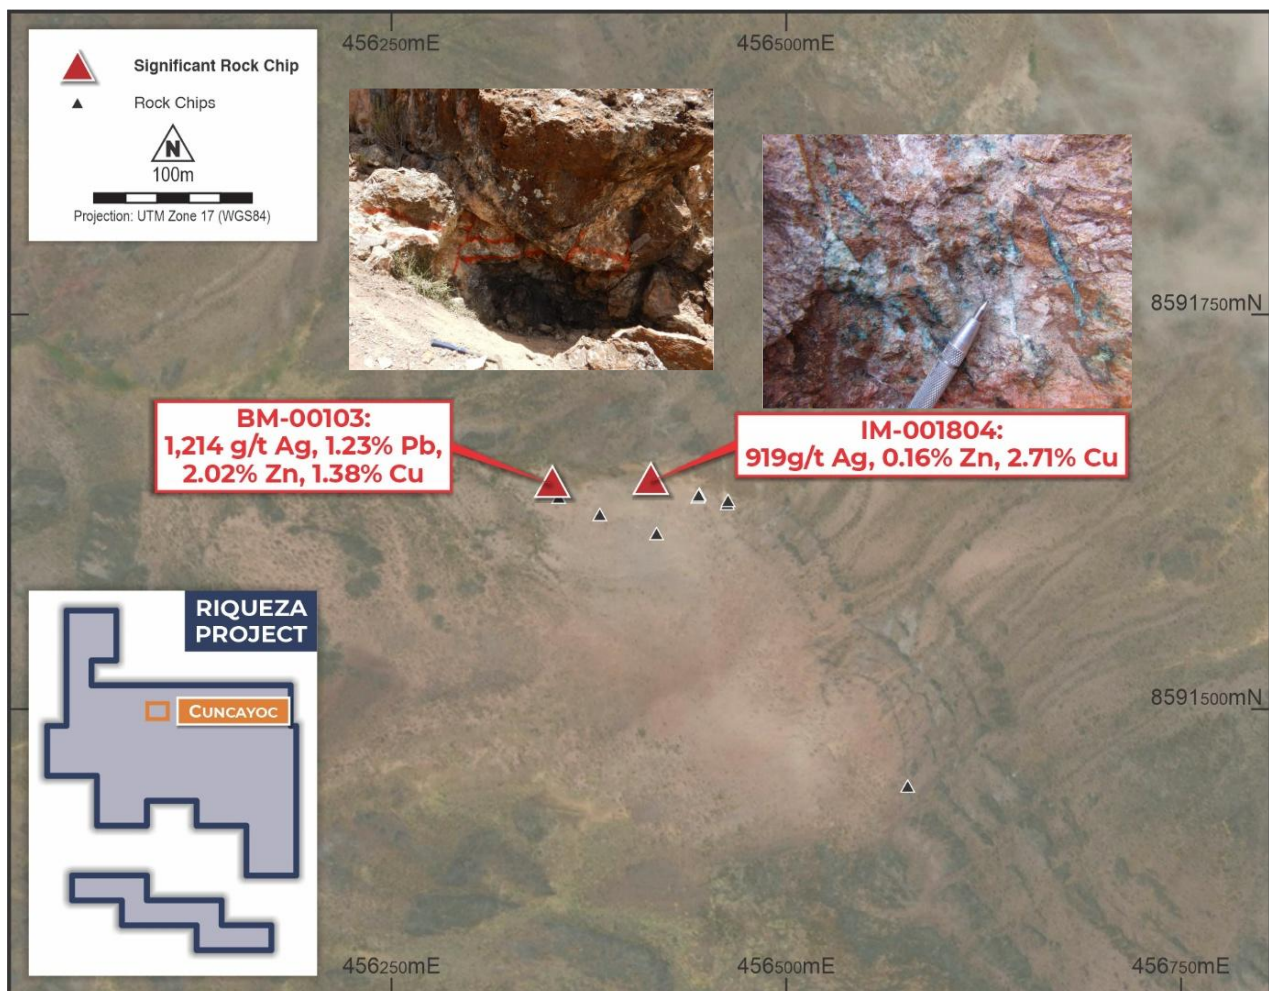 456250mE
456500mE
Significant Rock Chip
Rock Chips
N
100m
Projection: UTM Zone 17 (WGS84)
8591750mN
BM-00103:
1,214 g/t Ag, 1.23% Pb,
2.02% Zn, 1.38% Cu
IM-001804:
919g/t Ag, 0.16% Zn, 2.71% Cu
RIQUEZA
PROJECT
CUNCAYOC
8591500mN
456250mE
456500mE
456750mE